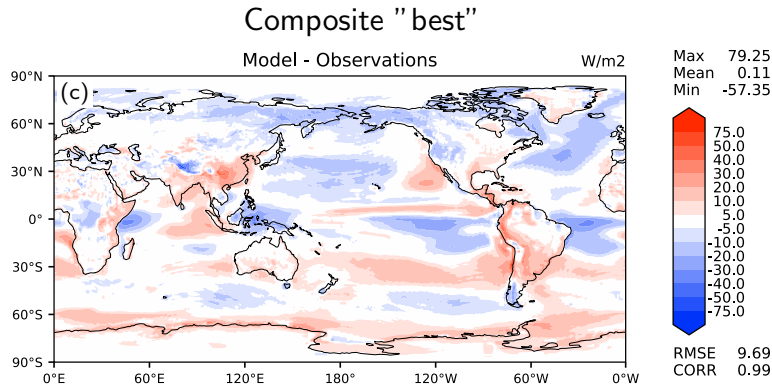 Composite "best"
Model - Observations W/m2
(c)
90°N
60°N
30°N
0°
30°S
60°S
90°S
0°E 60°E 120°E 180°E 120°W 60°W 0°W
Max 79.25
Mean 0.11
Min -57.35
75.0
50.0
40.0
30.0
20.0
10.0
5.0
-5.0
-10.0
-20.0
-30.0
-40.0
-50.0
-75.0
RMSE 9.69
CORR 0.99